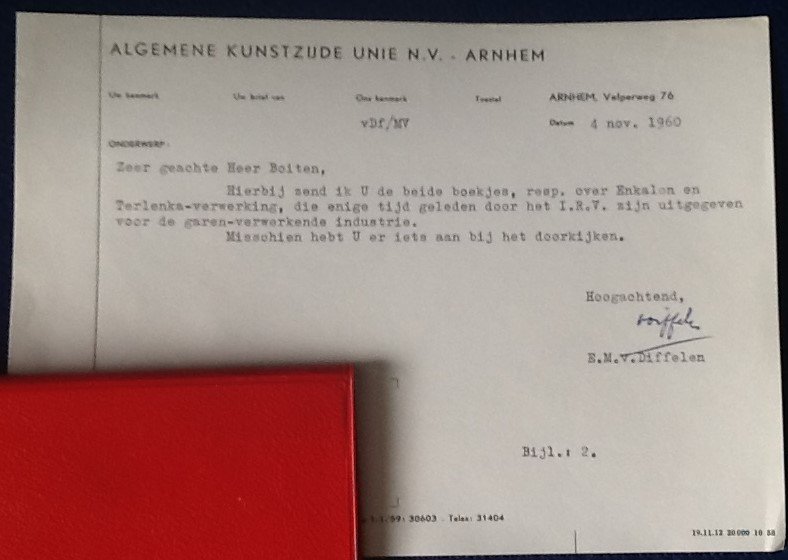 ALGEMENE KUNSTZIJDE UNIE N.V. - ARNHEM
Uw kenmerk Uw brief van Ons kenmerk Toestel ARNHEM, Velperweg 76
vDf/MV Datum 4 nov. 1960
ONDERWERP:
Zeer geachte Heer Boiten,
Hierbij zend ik U de beide boekjes, resp. over Enkalon en
Terlenka-verwerking, die enige tijd geleden door het I.R.V. zijn uitgegeven
voor de garen-verwerkende industrie.
Misschien hebt U er iets aan bij het doorkijken.
Hoogachtend,
E.M.v.Diffelen
Bijl.: 2.
30603 - Telex: 31404
19.11.12 20000 10 58